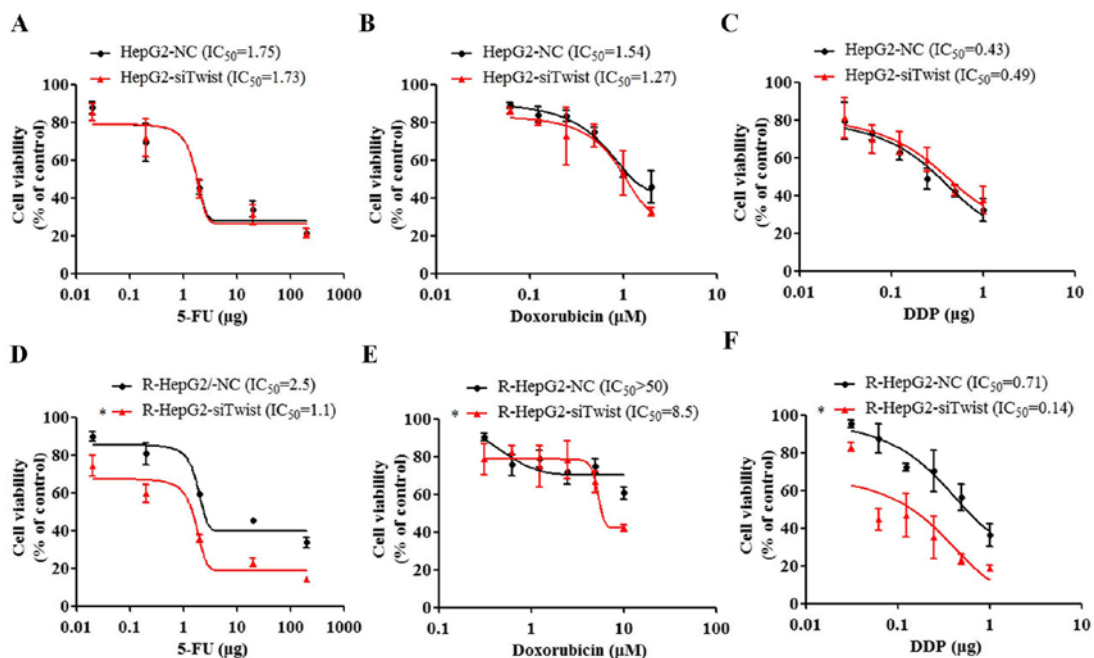 A
HepG2-NC (IC50=1.75)
HepG2-siTwist (IC50=1.73)
100
80
60
40
20
0
Cell viability
(% of control)
0.01 0.1 1 10 100 1000
5-FU (μg)
B
HepG2-NC (IC50=1.54)
HepG2-siTwist (IC50=1.27)
100
80
60
40
20
0
Cell viability
(% of control)
0.01 0.1 1 10
Doxorubicin (μM)
C
HepG2-NC (IC50=0.43)
HepG2-siTwist (IC50=0.49)
100
80
60
40
20
0
Cell viability
(% of control)
0.01 0.1 1 10
DDP (μg)
D
R-HepG2/-NC (IC50=2.5)
* R-HepG2-siTwist (IC50=1.1)
100
80
60
40
20
0
Cell viability
(% of control)
0.01 0.1 1 10 100 1000
5-FU (μg)
E
R-HepG2-NC (IC50>50)
* R-HepG2-siTwist (IC50=8.5)
100
80
60
40
20
0
Cell viability
(% of control)
0.1 1 10 100
Doxorubicin (μM)
F
R-HepG2-NC (IC50=0.71)
* R-HepG2-siTwist (IC50=0.14)
100
80
60
40
20
0
Cell viability
(% of control)
0.01 0.1 1 10
DDP (μg)